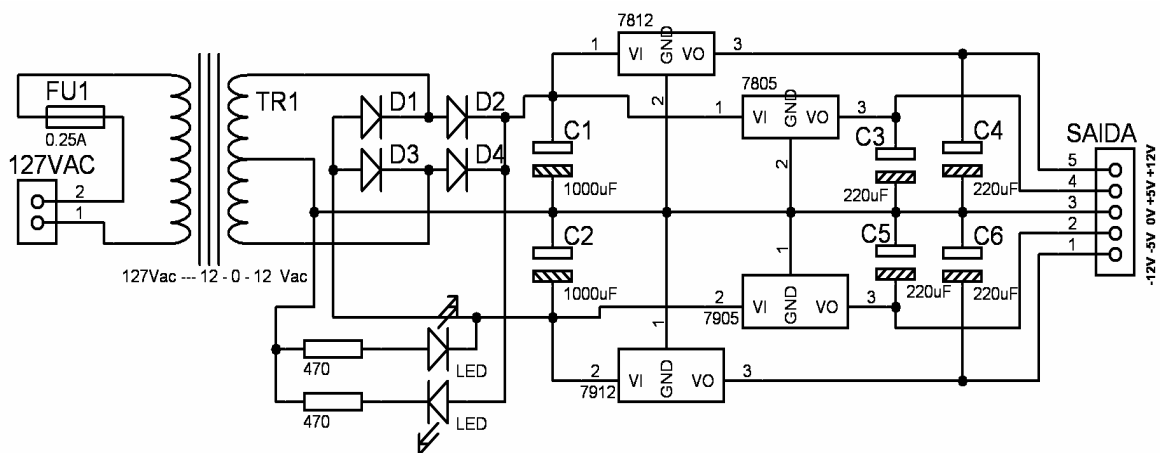 7812
1 VI GND VO 3
2
FU1
0.25A
127VAC
2
1
TR1
127Vac --- 12 - 0 - 12 Vac
D1 D2
D3 D4
C1
1000uF
C2
1000uF
7805
1 VI GND VO 3
2
C3
220uF
C4
220uF
C5
220uF
C6
220uF
1
2 VI GND VO 3
7905
1
2 VI GND VO 3
7912
470
LED
470
LED
SAIDA
5
4
3
2
1
-12V -5V 0V +5V +12V